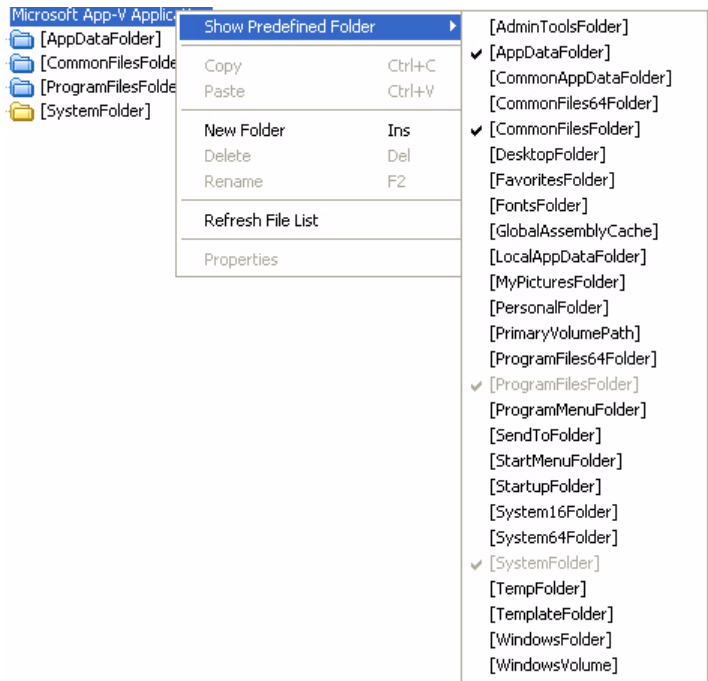 Microsoft App-V Applica
[AppDataFolder]
[CommonFilesFolde
[ProgramFilesFolde
[SystemFolder]
Show Predefined Folder
Copy Ctrl+C
Paste Ctrl+V
New Folder Ins
Delete Del
Rename F2
Refresh File List
Properties
[AdminToolsFolder]
[AppDataFolder]
[CommonAppDataFolder]
[CommonFiles64Folder]
[CommonFilesFolder]
[DesktopFolder]
[FavoritesFolder]
[FontsFolder]
[GlobalAssemblyCache]
[LocalAppDataFolder]
[MyPicturesFolder]
[PersonalFolder]
[PrimaryVolumePath]
[ProgramFiles64Folder]
[ProgramFilesFolder]
[ProgramMenuFolder]
[SendToFolder]
[StartMenuFolder]
[StartupFolder]
[System16Folder]
[System64Folder]
[SystemFolder]
[TempFolder]
[TemplateFolder]
[WindowsFolder]
[WindowsVolume]